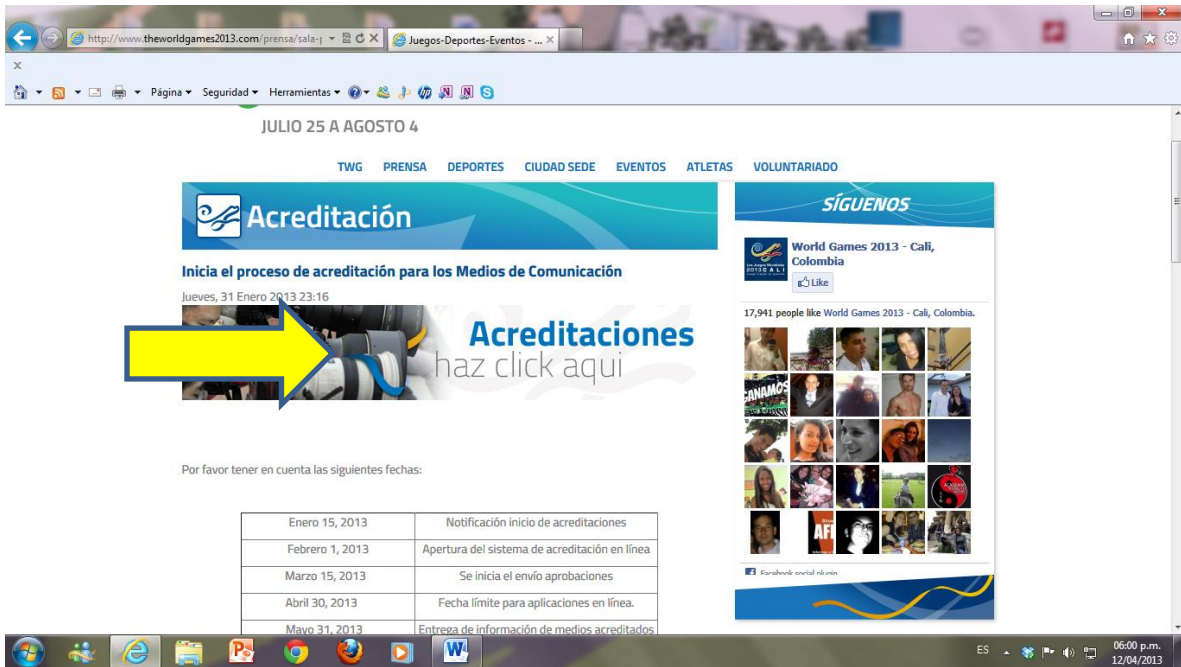 http://www.theworldgames2013.com/prensa/sala-
Juegos-Deportes-Eventos - ...
x
Página Seguridad Herramientas
JULIO 25 A AGOSTO 4
TWG PRENSA DEPORTES CIUDAD SEDE EVENTOS ATLETAS VOLUNTARIADO
Acreditación
SÍGUENOS
World Games 2013 - Cali,
Colombia
Like
Inicia el proceso de acreditación para los Medios de Comunicación
Jueves, 31 Enero 2013 23:16
17,941 people like World Games 2013 - Cali, Colombia.
Acreditaciones
haz click aqui
GANAMOS
Por favor tener en cuenta las siguientes fechas:
Enero 15, 2013 Notificación inicio de acreditaciones
Febrero 1, 2013 Apertura del sistema de acreditación en línea
Marzo 15, 2013 Se inicia el envío aprobaciones
Abril 30, 2013 Fecha límite para aplicaciones en línea.
Mayo 31, 2013 Entrega de información de medios acreditados
Facebook social plugin
ES
06:00 p.m.
12/04/2013